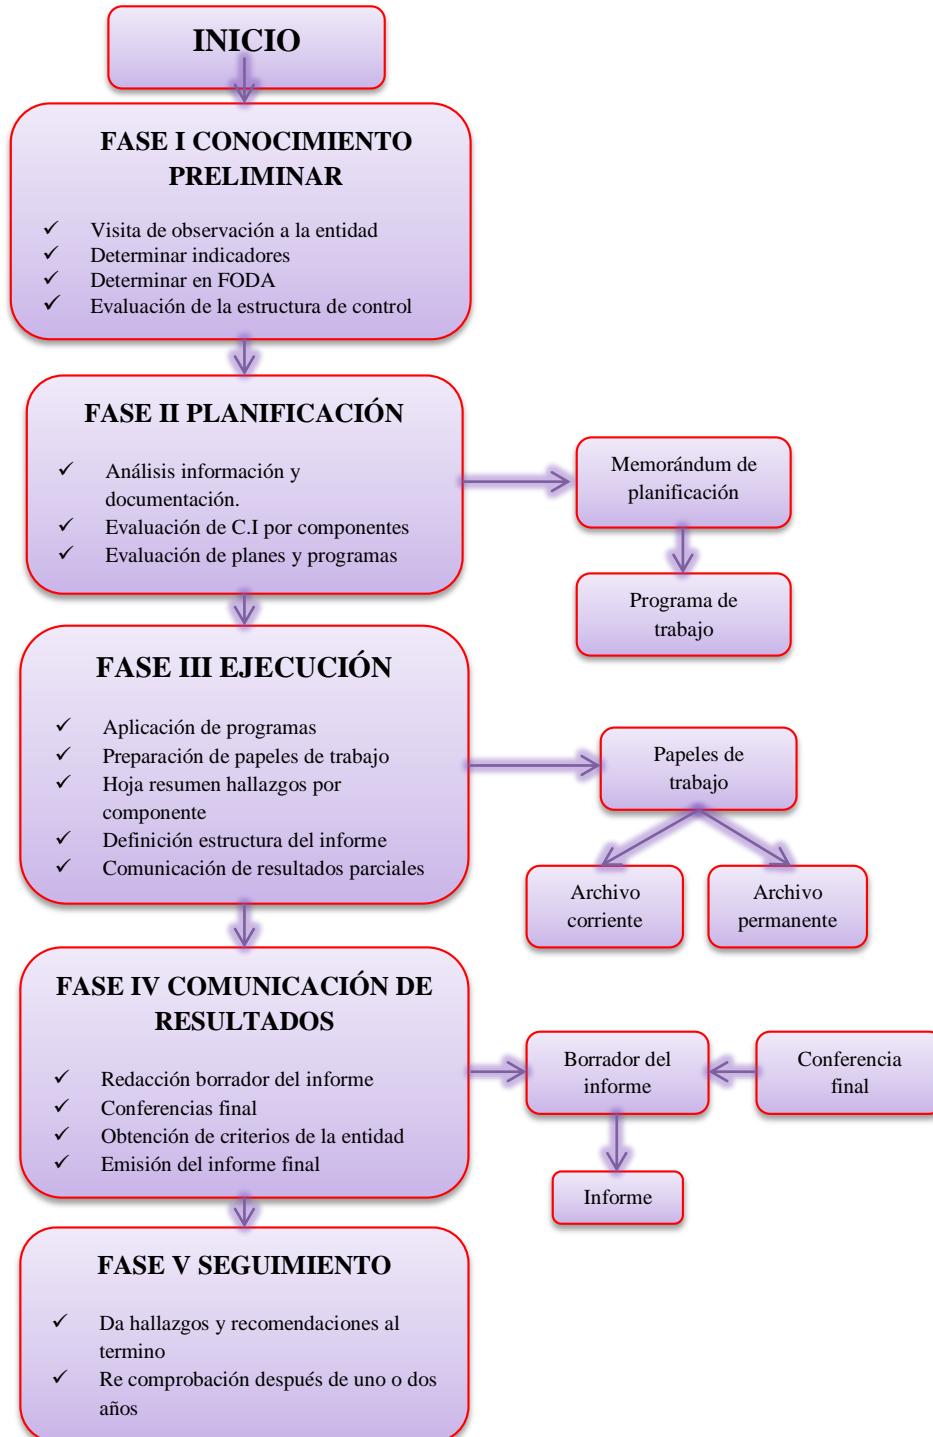 INICIO
FASE I CONOCIMIENTO
PRELIMINAR
✓ Visita de observación a la entidad
✓ Determinar indicadores
✓ Determinar en FODA
✓ Evaluación de la estructura de control
FASE II PLANIFICACIÓN
✓ Análisis información y
documentación.
✓ Evaluación de C.I por componentes
✓ Evaluación de planes y programas
Memorándum de
planificación
Programa de
trabajo
FASE III EJECUCIÓN
✓ Aplicación de programas
✓ Preparación de papeles de trabajo
✓ Hoja resumen hallazgos por
componente
✓ Definición estructura del informe
✓ Comunicación de resultados parciales
Papeles de
trabajo
Archivo
corriente
Archivo
permanente
FASE IV COMUNICACIÓN DE
RESULTADOS
✓ Redacción borrador del informe
✓ Conferencias final
✓ Obtención de criterios de la entidad
✓ Emisión del informe final
Borrador del
informe
Conferencia
final
Informe
FASE V SEGUIMIENTO
✓ Da hallazgos y recomendaciones al
termino
✓ Re comprobación después de uno o dos
años